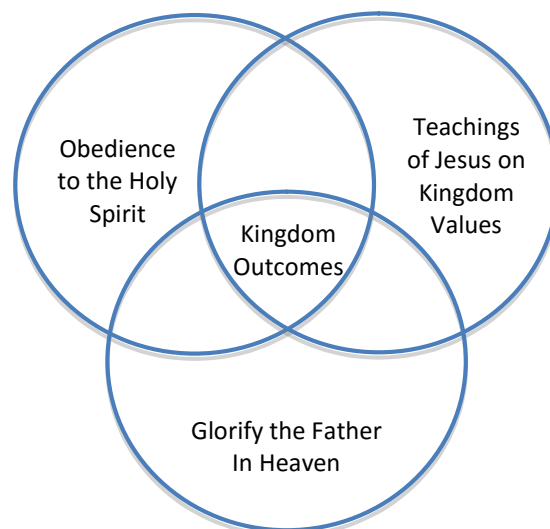 Obedience
to the Holy
Spirit
Teachings
of Jesus on
Kingdom
Values
Kingdom
Outcomes
Glorify the Father
In Heaven